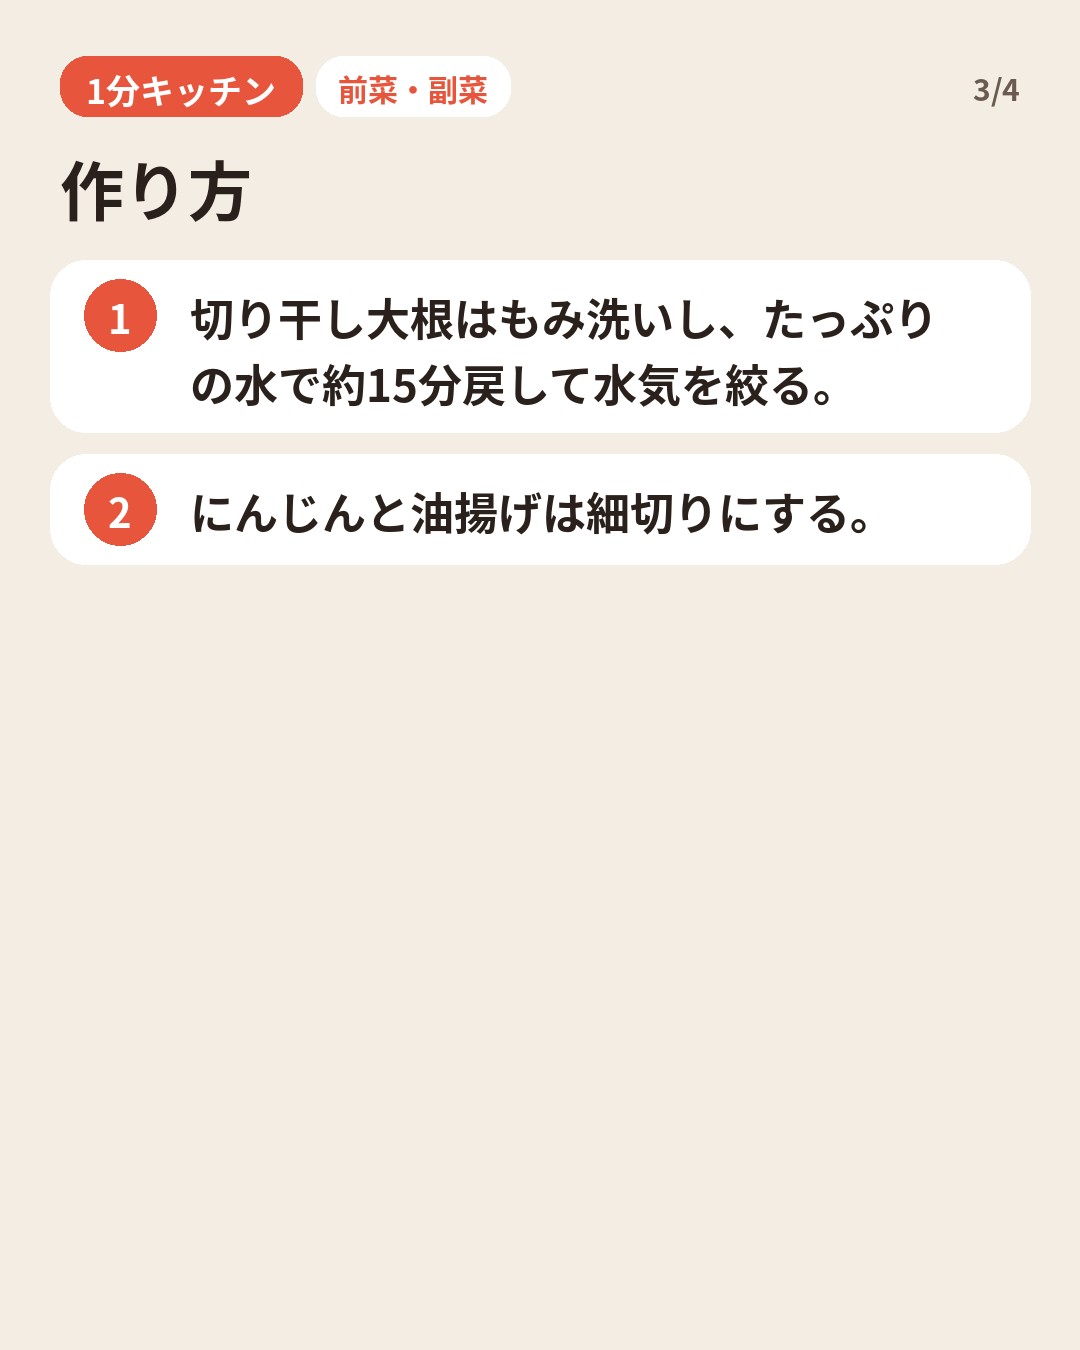 1分キッチン 前菜・副菜 3/4
作り方
1 切り干し大根はもみ洗いし、たっぷり
の水で約15分戻して水気を絞る。
2 にんじんと油揚げは細切りにする。